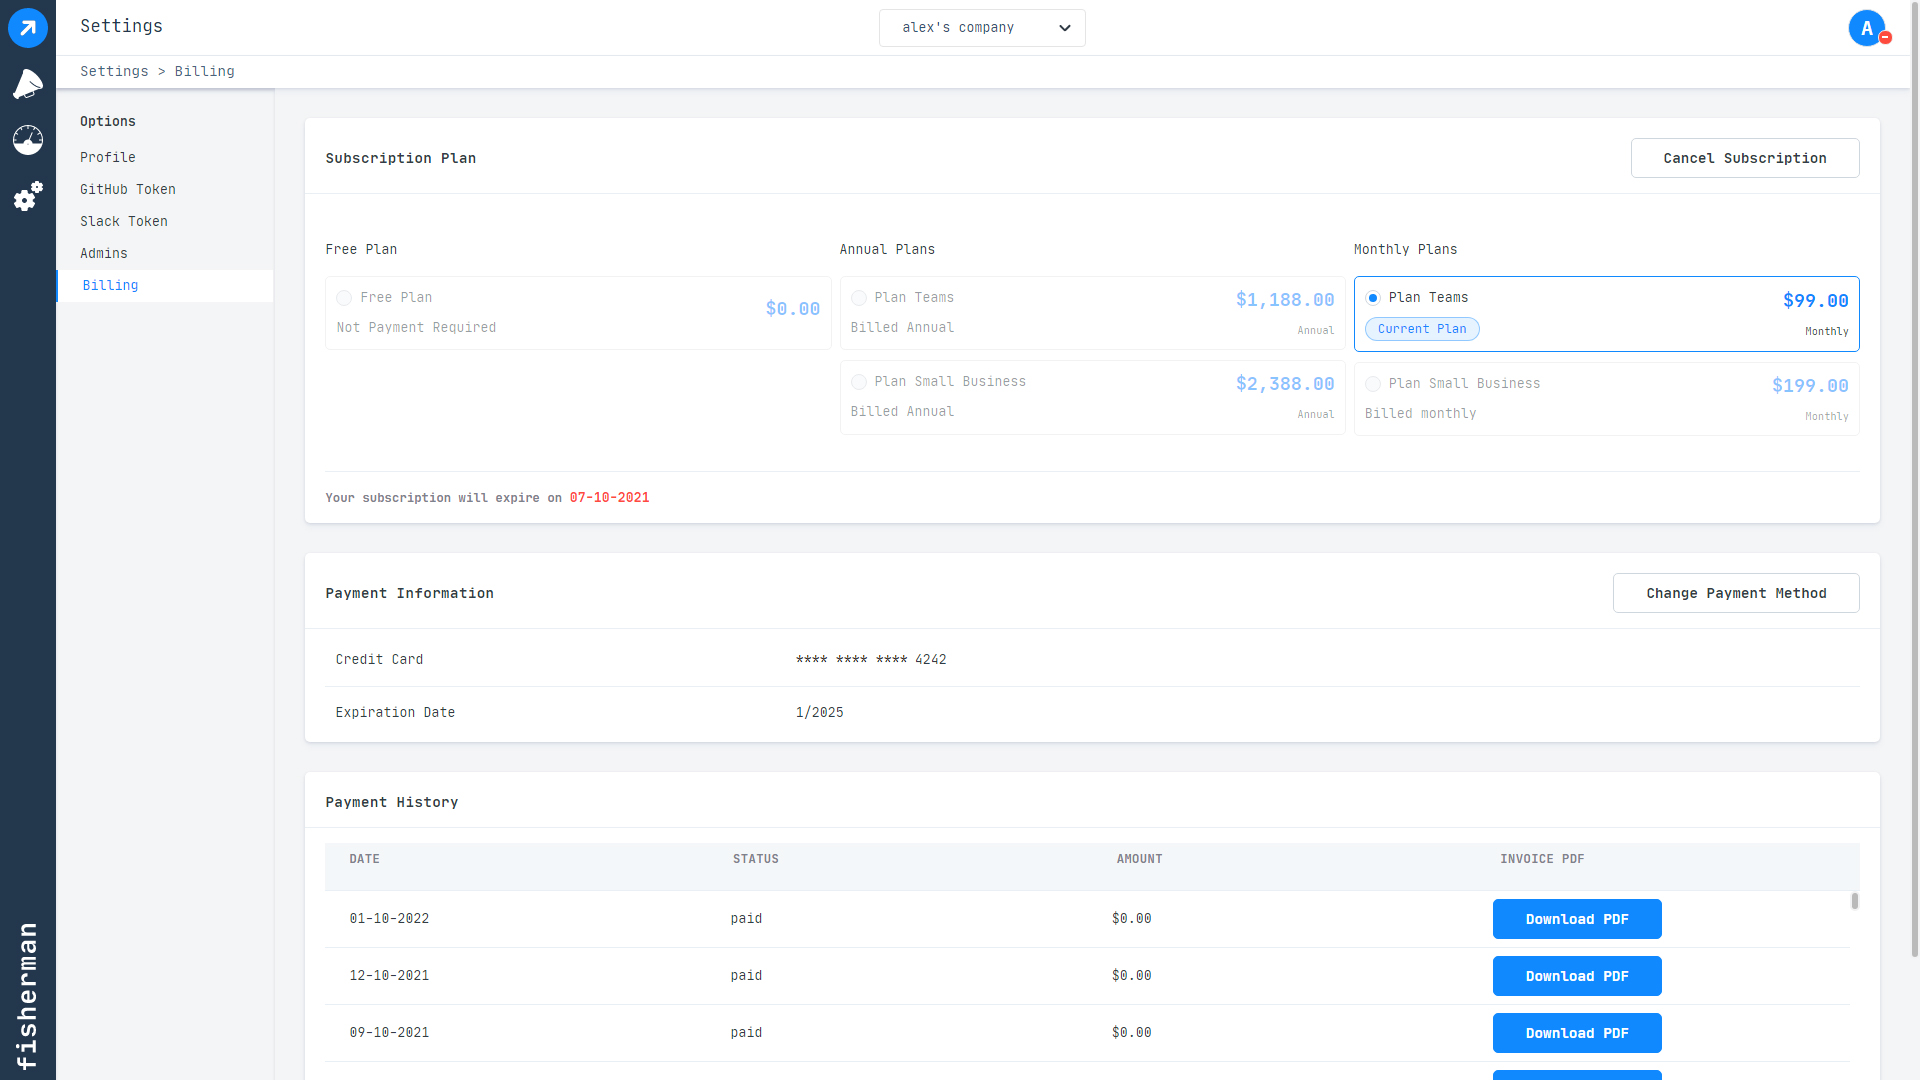 Settings
alex's company
A
Settings > Billing
Options
Profile
GitHub Token
Slack Token
Admins
Billing
fisherman
Subscription Plan
Cancel Subscription
Free Plan
Free Plan
$0.00
Not Payment Required
Annual Plans
Plan Teams
$1,188.00
Billed Annual
Annual
Plan Small Business
$2,388.00
Billed Annual
Annual
Monthly Plans
Plan Teams
$99.00
Current Plan
Monthly
Plan Small Business
$199.00
Billed monthly
Monthly
Your subscription will expire on 07-10-2021
Payment Information
Change Payment Method
Credit Card **** **** **** 4242
Expiration Date 1/2025
Payment History
DATE STATUS AMOUNT INVOICE PDF
01-10-2022 paid $0.00 Download PDF
12-10-2021 paid $0.00 Download PDF
09-10-2021 paid $0.00 Download PDF